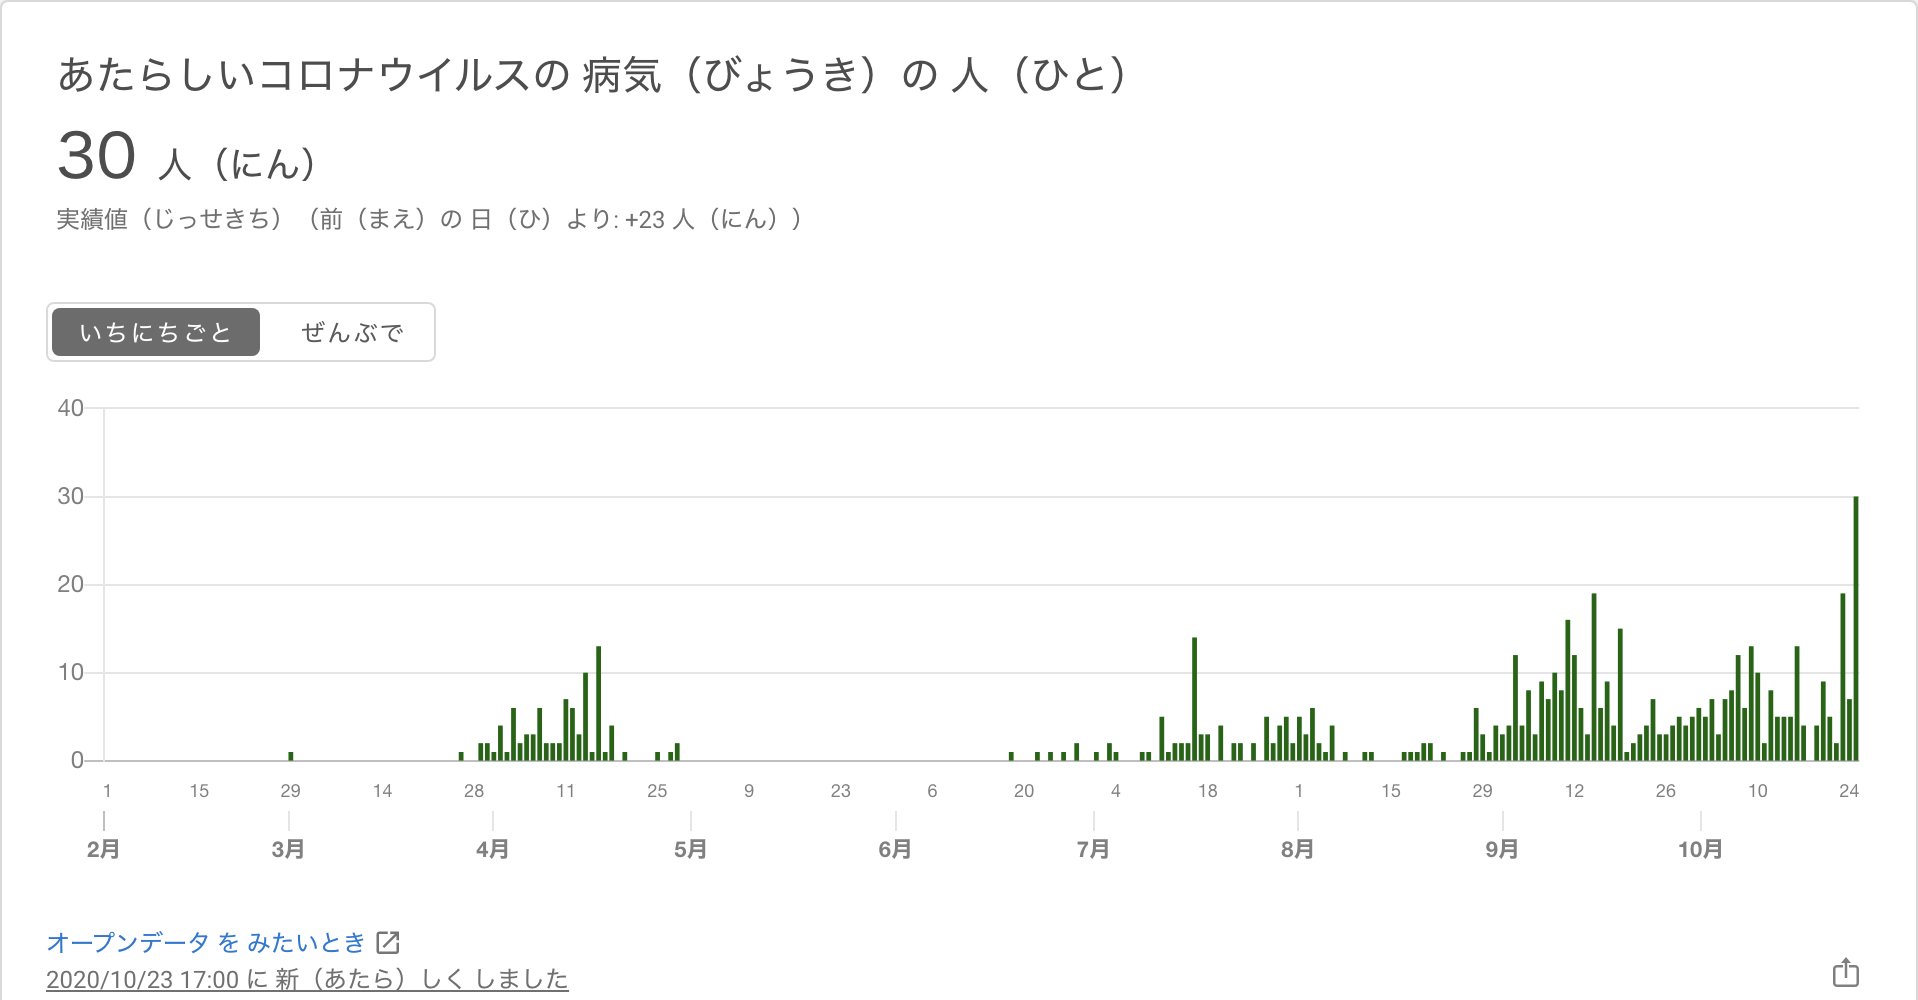 あたらしいコロナウイルスの 病気（びょうき）の 人（ひと）
30 人（にん）
実績値（じっせきち）（前（まえ）の 日（ひ）より: +23 人（にん））
いちにちごと ぜんぶで
40
30
20
10
0
1 15 29 14 28 11 25 9 23 6 20 4 18 1 15 29 12 26 10 24
2月 3月 4月 5月 6月 7月 8月 9月 10月
オープンデータ を みたいとき
2020/10/23 17:00 に 新（あたら）しく しました